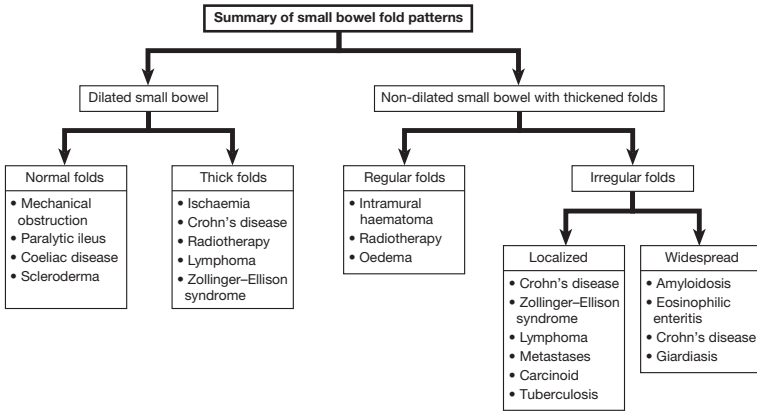 Summary of small bowel fold patterns
Dilated small bowel
Non-dilated small bowel with thickened folds
Normal folds
• Mechanical
obstruction
• Paralytic ileus
• Coeliac disease
• Scleroderma
Thick folds
• Ischaemia
• Crohn's disease
• Radiotherapy
• Lymphoma
• Zollinger–Ellison
syndrome
Regular folds
• Intramural
haematoma
• Radiotherapy
• Oedema
Irregular folds
Localized
• Crohn's disease
• Zollinger–Ellison
syndrome
• Lymphoma
• Metastases
• Carcinoid
• Tuberculosis
Widespread
• Amyloidosis
• Eosinophilic
enteritis
• Crohn's disease
• Giardiasis